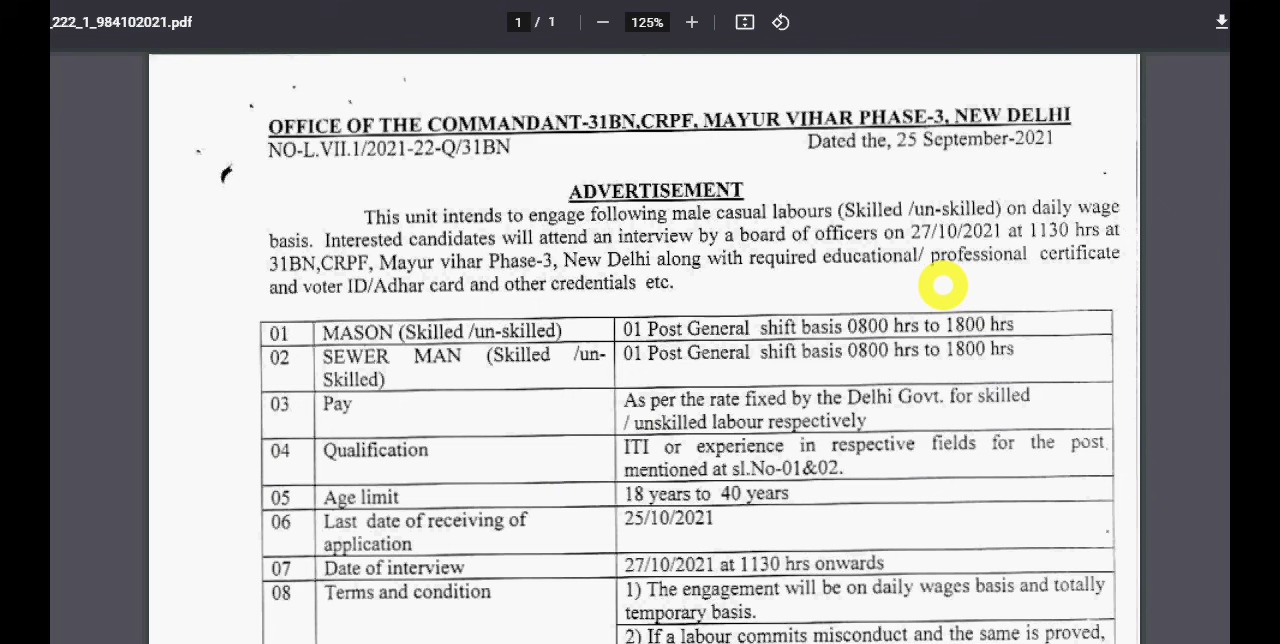 _222_1_984102021.pdf
1 / 1
125%
OFFICE OF THE COMMANDANT-31BN,CRPF, MAYUR VIHAR PHASE-3, NEW DELHI
NO-L.VII.1/2021-22-Q/31BN Dated the, 25 September-2021
ADVERTISEMENT
This unit intends to engage following male casual labours (Skilled /un-skilled) on daily wage
basis. Interested candidates will attend an interview by a board of officers on 27/10/2021 at 1130 hrs at
31BN,CRPF, Mayur vihar Phase-3, New Delhi along with required educational/ professional certificate
and voter ID/Adhar card and other credentials etc.
01 MASON (Skilled /un-skilled) 01 Post General shift basis 0800 hrs to 1800 hrs
02 SEWER MAN (Skilled /un- 01 Post General shift basis 0800 hrs to 1800 hrs
Skilled)
03 Pay As per the rate fixed by the Delhi Govt. for skilled
/ unskilled labour respectively
04 Qualification ITI or experience in respective fields for the post
mentioned at sl.No-01&02.
05 Age limit 18 years to 40 years
06 Last date of receiving of 25/10/2021
application
07 Date of interview 27/10/2021 at 1130 hrs onwards
08 Terms and condition 1) The engagement will be on daily wages basis and totally
temporary basis.
2) If a labour commits misconduct and the same is proved,